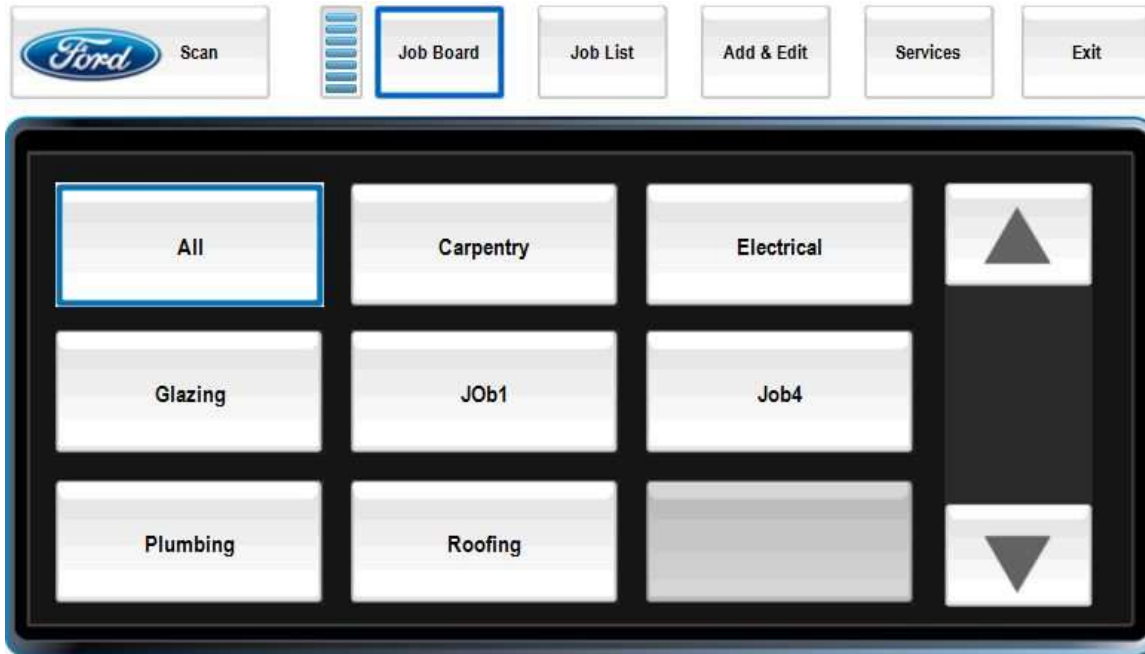 Ford Scan Job Board Job List Add & Edit Services Exit
All Carpentry Electrical
Glazing JOb1 Job4
Plumbing Roofing